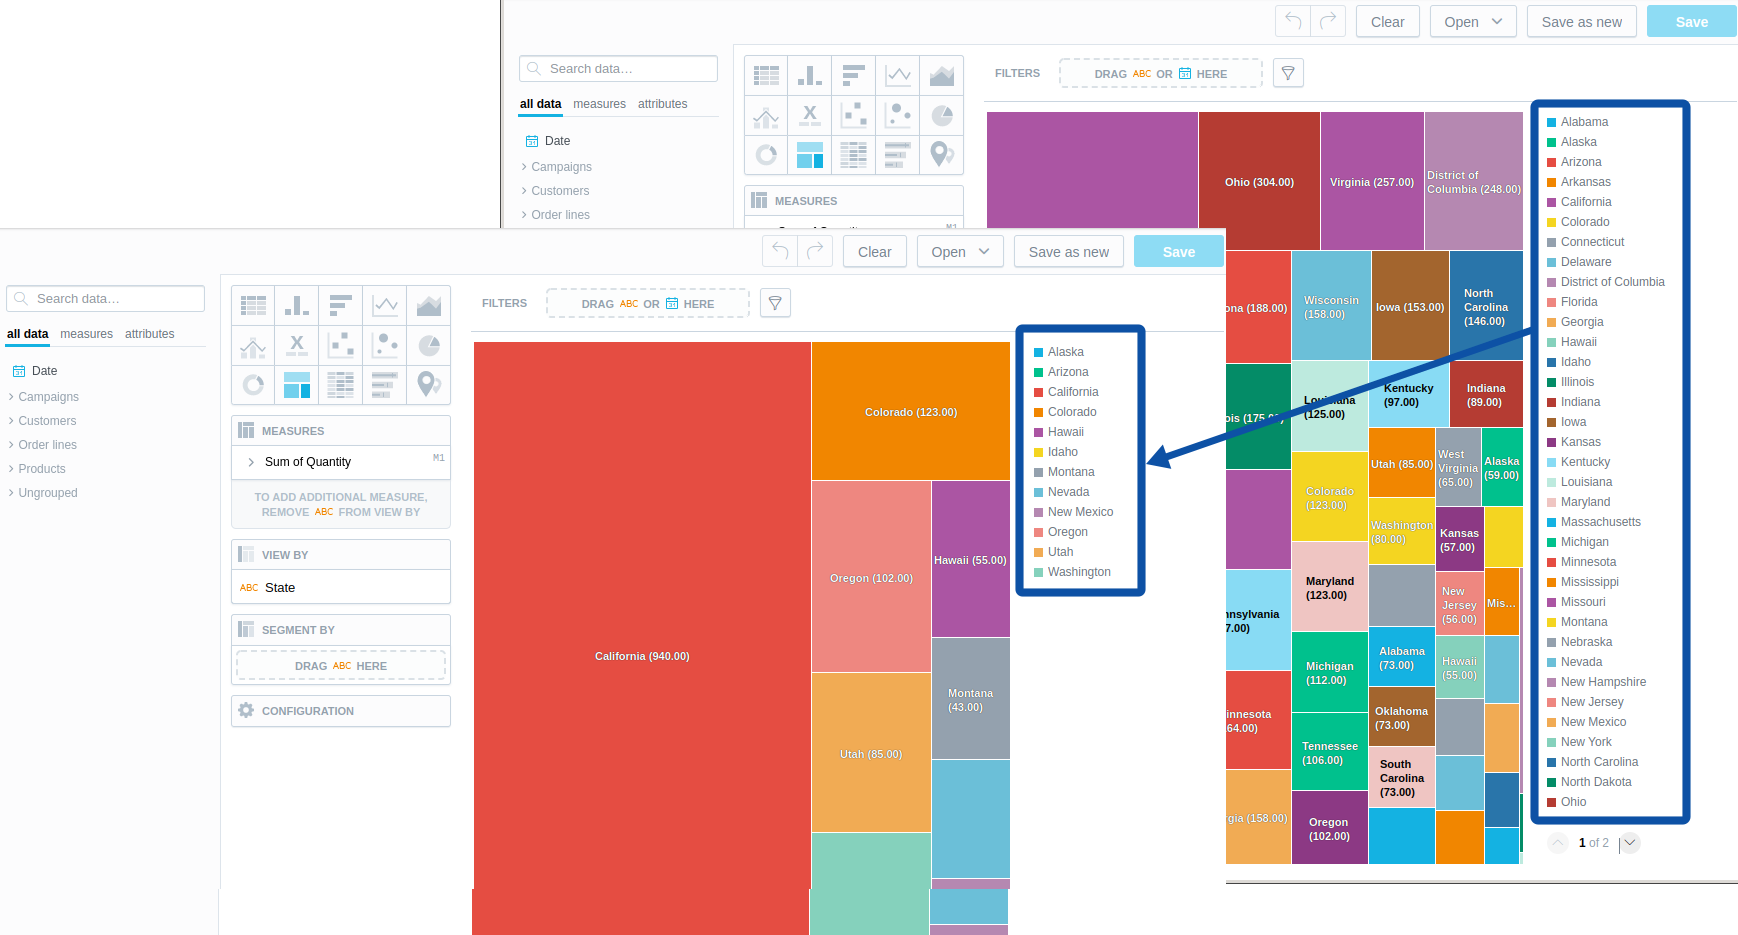 Clear
Open
Save as new
Save
Search data…
all data measures attributes
Date
Campaigns
Customers
Order lines
MEASURES
M1
FILTERS
DRAG ABC OR HERE
Ohio (304.00)
Virginia (257.00)
District of
Columbia (248.00)
(188.00)
Wisconsin
(158.00)
Iowa (153.00)
North
Carolina
(146.00)
Louisiana
(125.00)
Kentucky
(97.00)
Indiana
(89.00)
Colorado
(123.00)
Utah (85.00)
West
Virginia
(65.00)
Alaska
(59.00)
Washington
(80.00)
Kansas
(57.00)
Maryland
(123.00)
New
Jersey
(56.00)
Mis…
Michigan
(112.00)
Alabama
(73.00)
Hawaii
(55.00)
Oklahoma
(73.00)
Tennessee
(106.00)
South
Carolina
(73.00)
(158.00)
Oregon
(102.00)
Alabama
Alaska
Arizona
Arkansas
California
Colorado
Connecticut
Delaware
District of Columbia
Florida
Georgia
Hawaii
Idaho
Illinois
Indiana
Iowa
Kansas
Kentucky
Louisiana
Maryland
Massachusetts
Michigan
Minnesota
Mississippi
Missouri
Montana
Nebraska
Nevada
New Hampshire
New Jersey
New Mexico
New York
North Carolina
North Dakota
Ohio
1 of 2
Clear
Open
Save as new
Save
Search data…
all data measures attributes
Date
Campaigns
Customers
Order lines
Products
Ungrouped
MEASURES
Sum of Quantity M1
TO ADD ADDITIONAL MEASURE,
REMOVE ABC FROM VIEW BY
VIEW BY
ABC State
SEGMENT BY
DRAG ABC HERE
CONFIGURATION
FILTERS
DRAG ABC OR HERE
California (940.00)
Colorado (123.00)
Oregon (102.00)
Hawaii (55.00)
Utah (85.00)
Montana
(43.00)
Alaska
Arizona
California
Colorado
Hawaii
Idaho
Montana
Nevada
New Mexico
Oregon
Utah
Washington